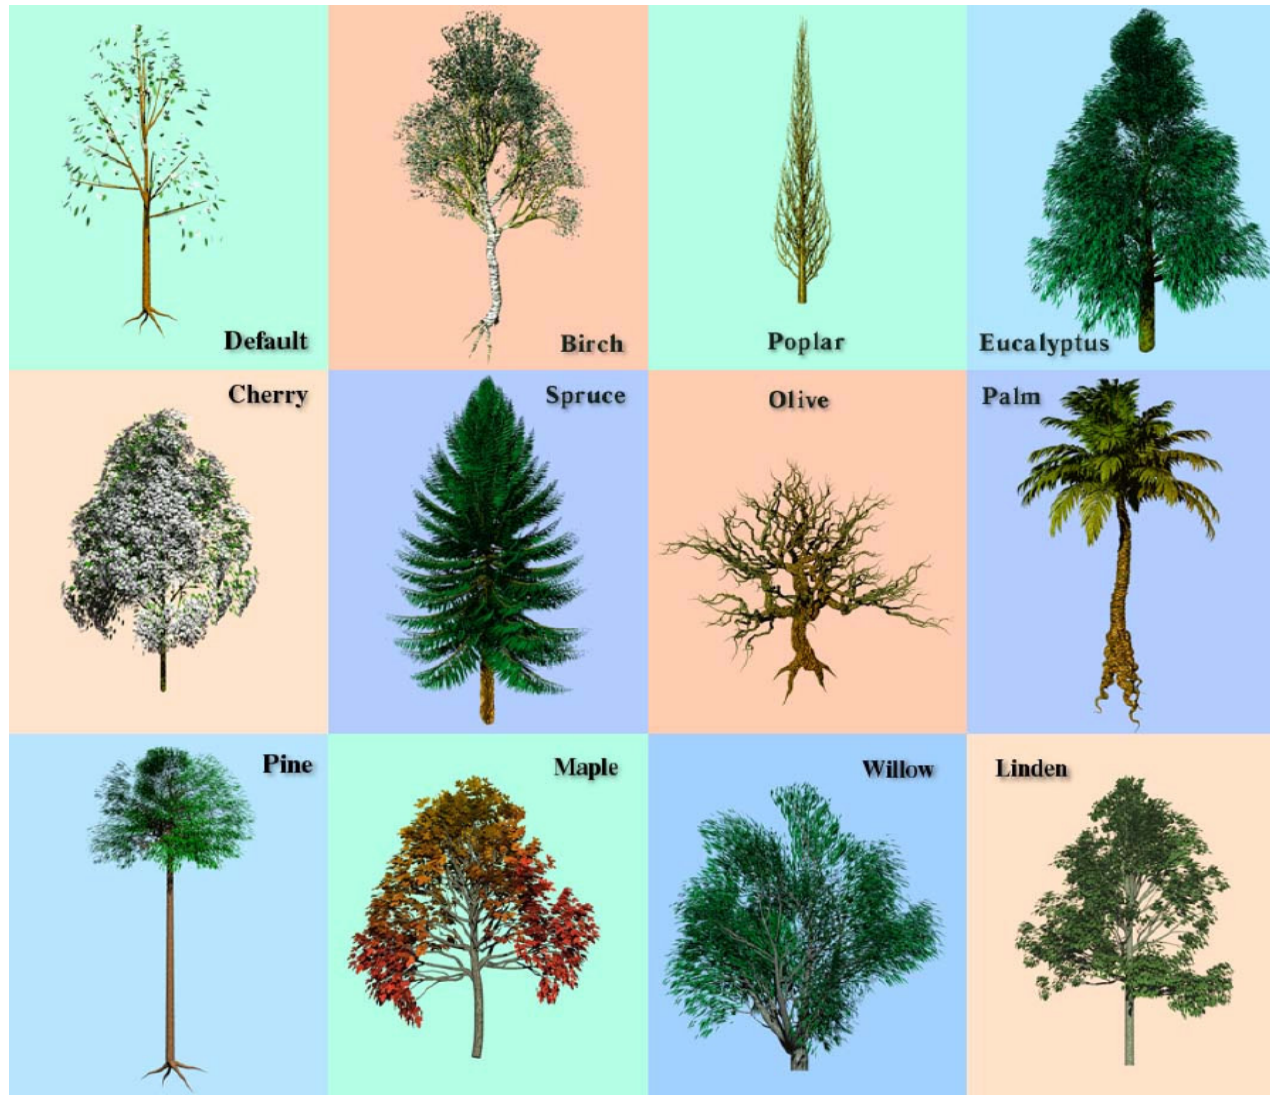 Default
Birch
Poplar
Eucalyptus
Cherry
Spruce
Olive
Palm
Pine
Maple
Willow
Linden